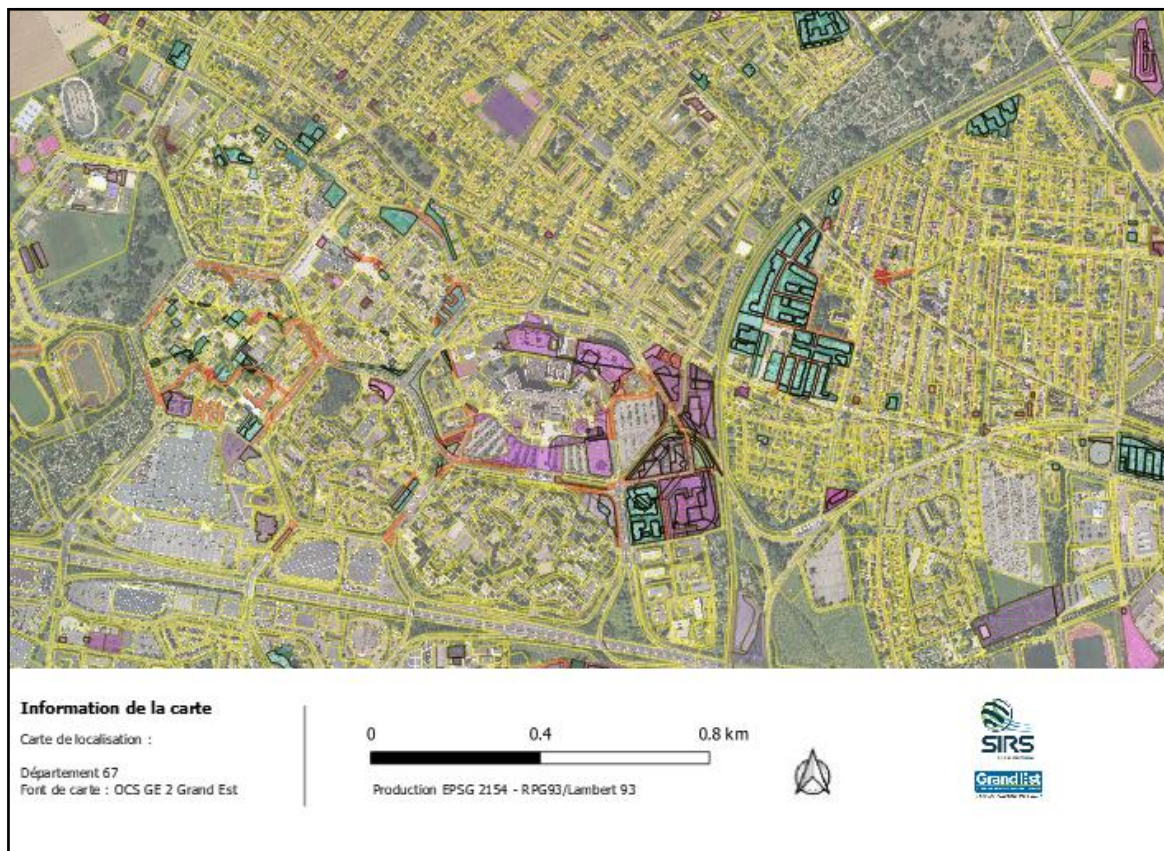 Information de la carte
Carte de localisation :
Département 67
Font de carte : OCS GE 2 Grand Est
0 0.4 0.8 km
Production EPSG 2154 - RPG93/Lambert 93
SIRS
Grand Est